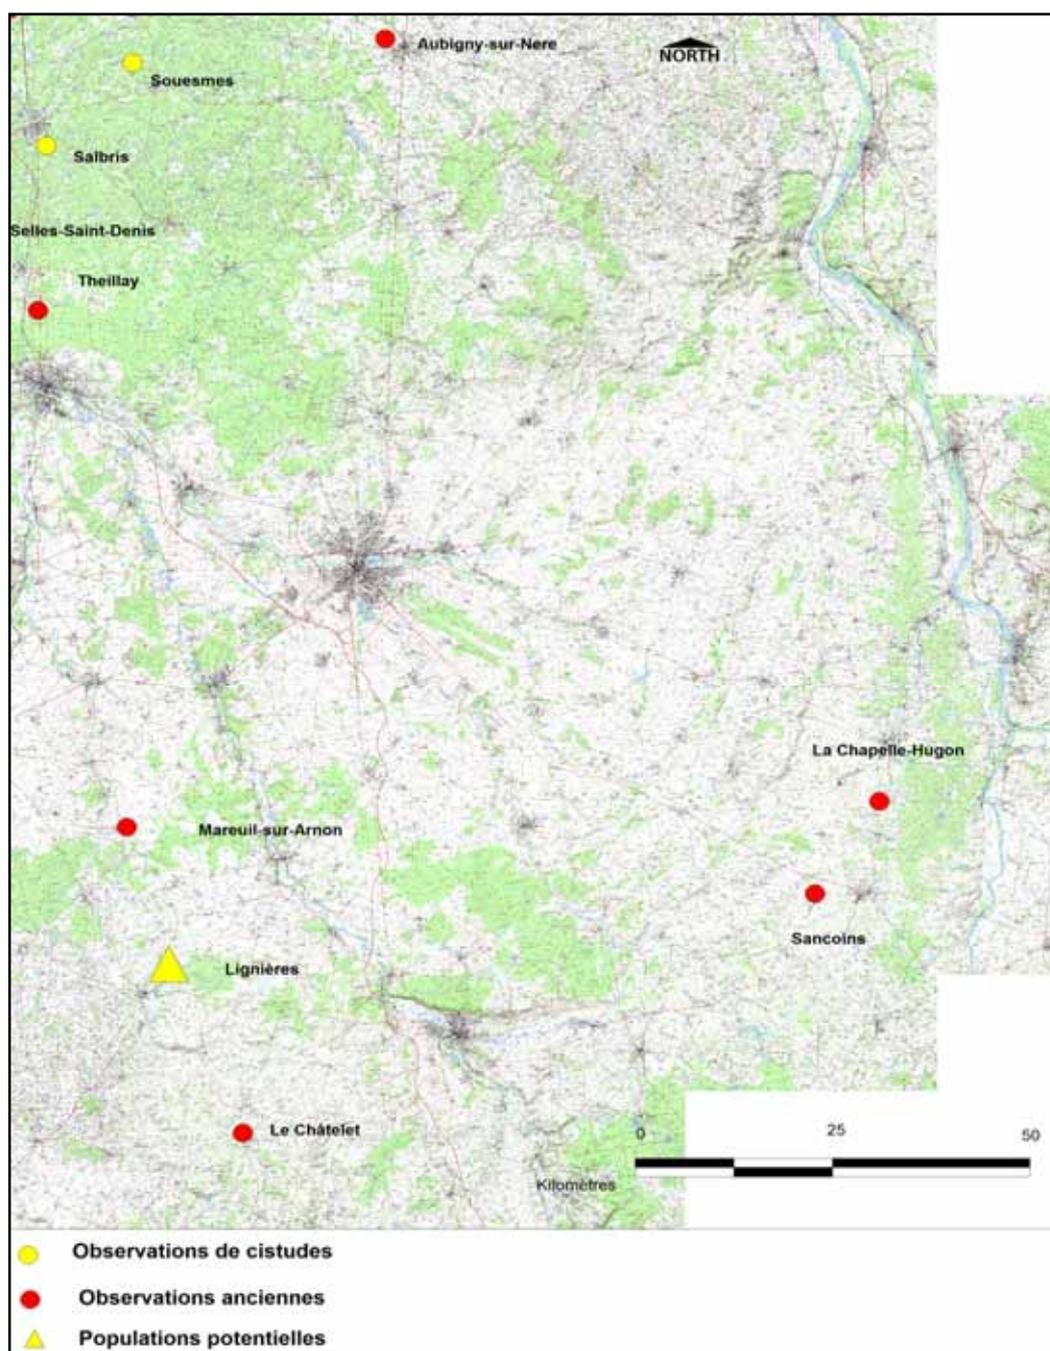 Aubigny-sur-Nere
NORTH
Souesmes
Salbris
Selles-Saint-Denis
Theillay
La Chapelle-Hugon
Mareuil-sur-Arnon
Sancoins
Lignières
Le Châtelet
0 25 50
Kilomètres
Observations de cistudes
Observations anciennes
Populations potentielles